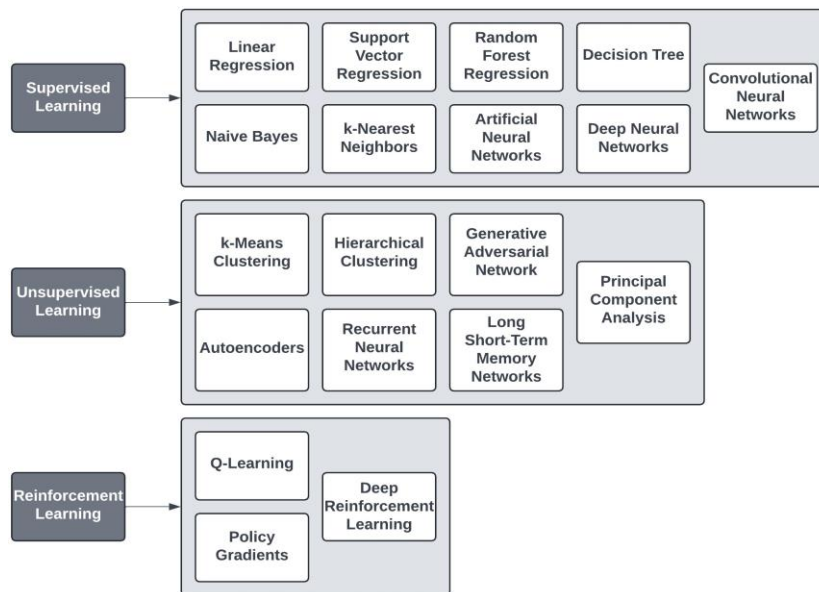 Supervised
Learning
Linear
Regression
Support
Vector
Regression
Random
Forest
Regression
Decision Tree
Naive Bayes
k-Nearest
Neighbors
Artificial
Neural
Networks
Deep Neural
Networks
Convolutional
Neural
Networks
Unsupervised
Learning
k-Means
Clustering
Hierarchical
Clustering
Generative
Adversarial
Network
Autoencoders
Recurrent
Neural
Networks
Long
Short-Term
Memory
Networks
Principal
Component
Analysis
Reinforcement
Learning
Q-Learning
Policy
Gradients
Deep
Reinforcement
Learning